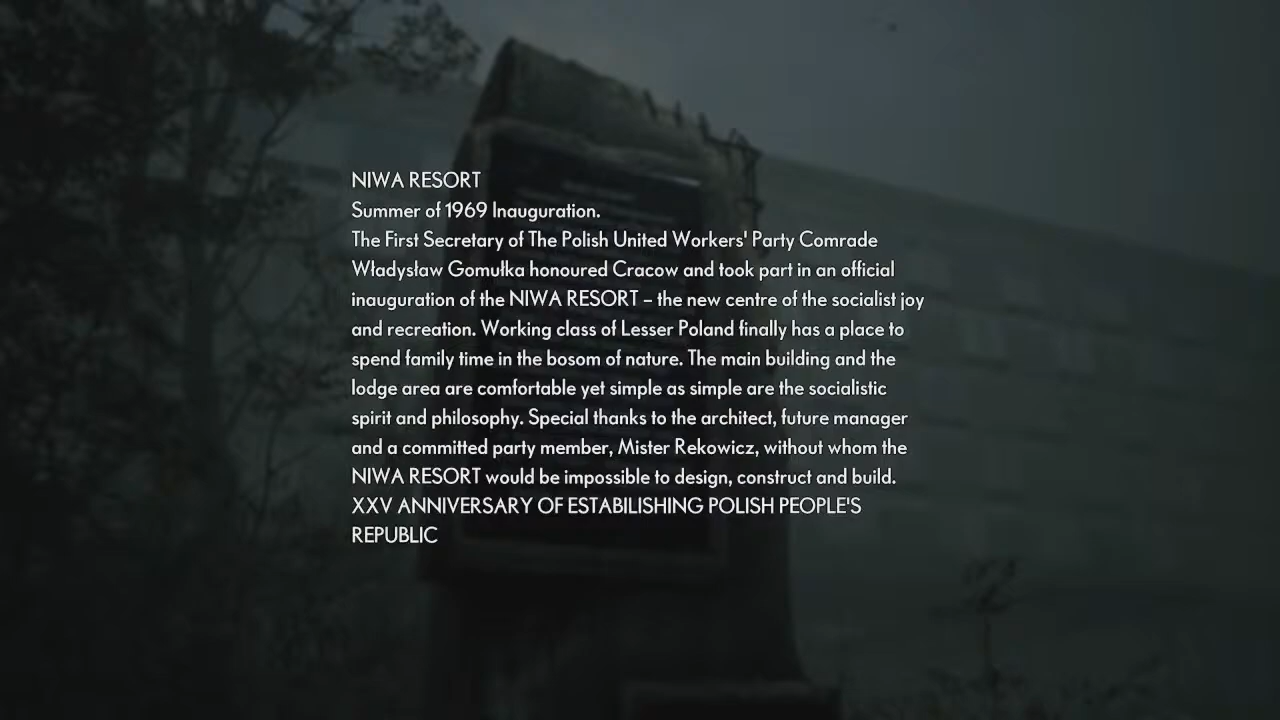 NIWA RESORT
Summer of 1969 Inauguration.
The First Secretary of The Polish United Workers' Party Comrade
Władysław Gomułka honoured Cracow and took part in an official
inauguration of the NIWA RESORT – the new centre of the socialist joy
and recreation. Working class of Lesser Poland finally has a place to
spend family time in the bosom of nature. The main building and the
lodge area are comfortable yet simple as simple are the socialistic
spirit and philosophy. Special thanks to the architect, future manager
and a committed party member, Mister Rekowicz, without whom the
NIWA RESORT would be impossible to design, construct and build.
XXV ANNIVERSARY OF ESTABILISHING POLISH PEOPLE'S
REPUBLIC